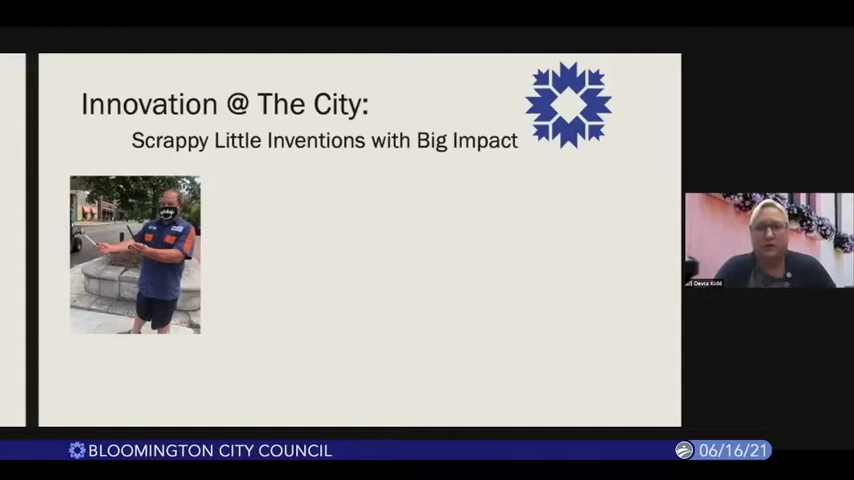 Innovation @ The City:
Scrappy Little Inventions with Big Impact
Devta Kidd
BLOOMINGTON CITY COUNCIL
06/16/21